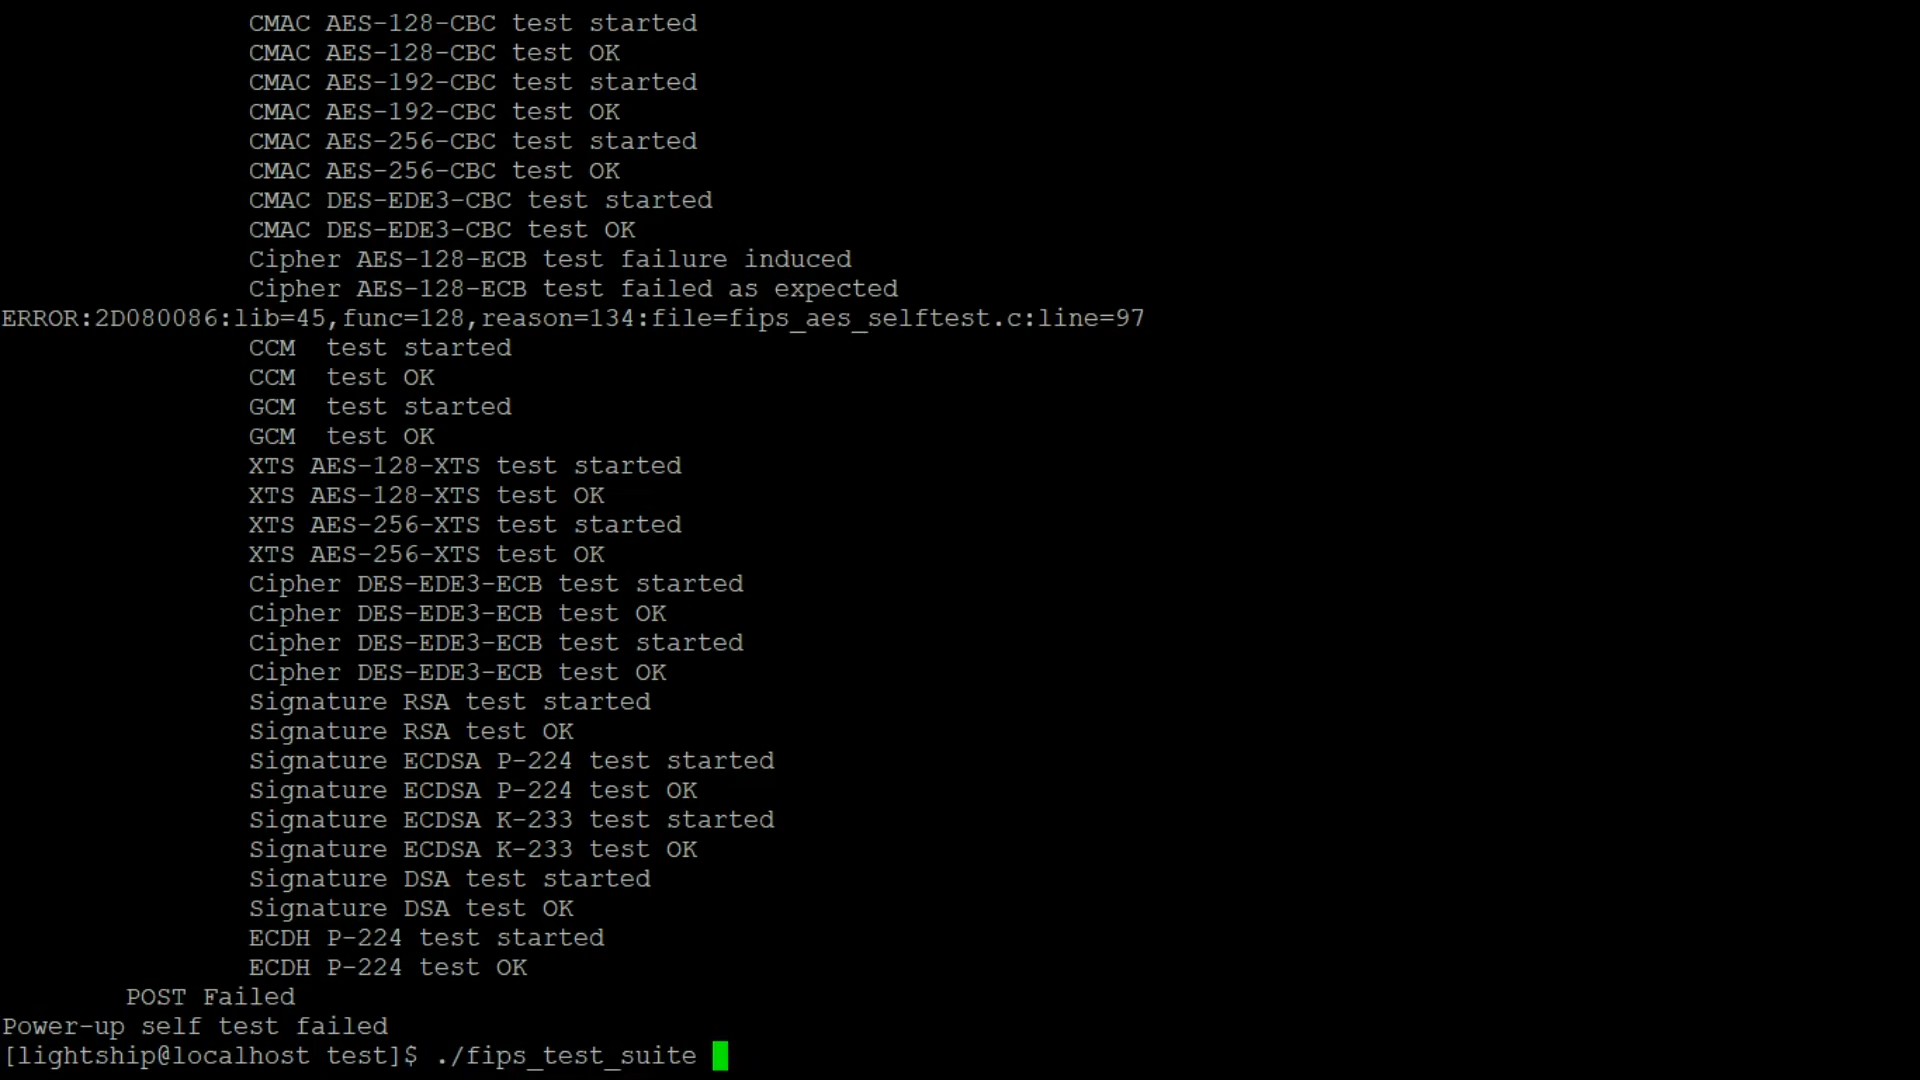 CMAC AES-128-CBC test started
CMAC AES-128-CBC test OK
CMAC AES-192-CBC test started
CMAC AES-192-CBC test OK
CMAC AES-256-CBC test started
CMAC AES-256-CBC test OK
CMAC DES-EDE3-CBC test started
CMAC DES-EDE3-CBC test OK
Cipher AES-128-ECB test failure induced
Cipher AES-128-ECB test failed as expected
ERROR:2D080086:lib=45,func=128,reason=134:file=fips_aes_selftest.c:line=97
CCM  test started
CCM  test OK
GCM  test started
GCM  test OK
XTS AES-128-XTS test started
XTS AES-128-XTS test OK
XTS AES-256-XTS test started
XTS AES-256-XTS test OK
Cipher DES-EDE3-ECB test started
Cipher DES-EDE3-ECB test OK
Cipher DES-EDE3-ECB test started
Cipher DES-EDE3-ECB test OK
Signature RSA test started
Signature RSA test OK
Signature ECDSA P-224 test started
Signature ECDSA P-224 test OK
Signature ECDSA K-233 test started
Signature ECDSA K-233 test OK
Signature DSA test started
Signature DSA test OK
ECDH P-224 test started
ECDH P-224 test OK
POST Failed
Power-up self test failed
[lightship@localhost test]$ ./fips_test_suite